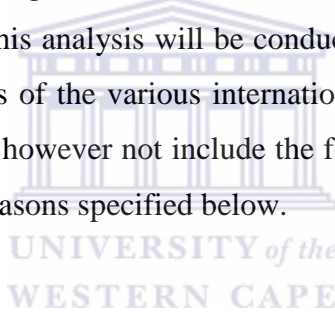 his analysis will be conduc
s of the various internatio
however not include the f
easons specified below.
UNIVERSITY of the
WESTERN CAPE